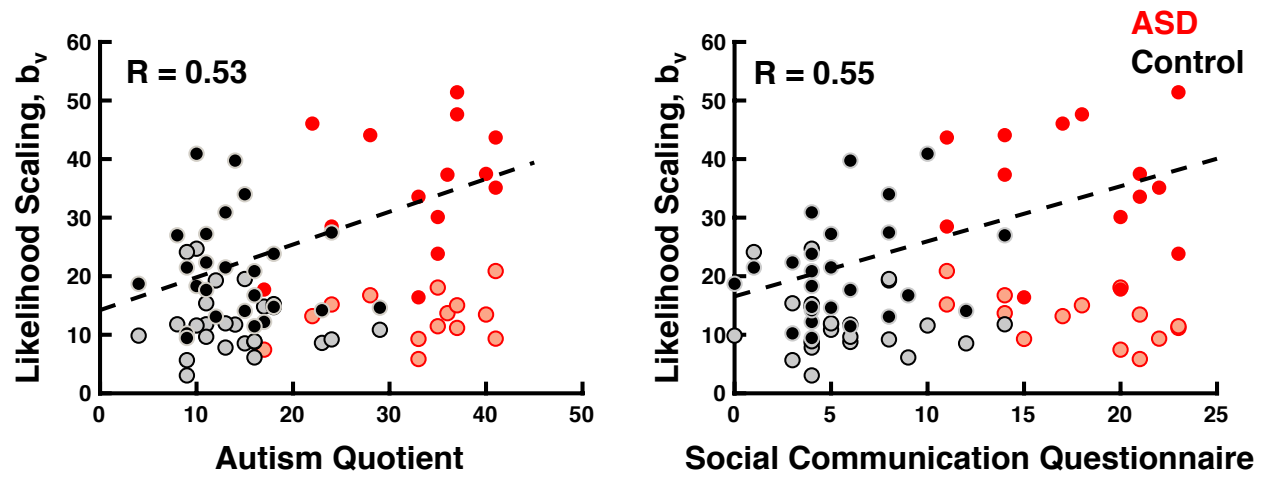 Likelihood Scaling, bv
60
50
40
30
20
10
0
R = 0.53
0 10 20 30 40 50
Autism Quotient
Likelihood Scaling, bv
60
50
40
30
20
10
0
R = 0.55
ASD
Control
0 5 10 15 20 25
Social Communication Questionnaire